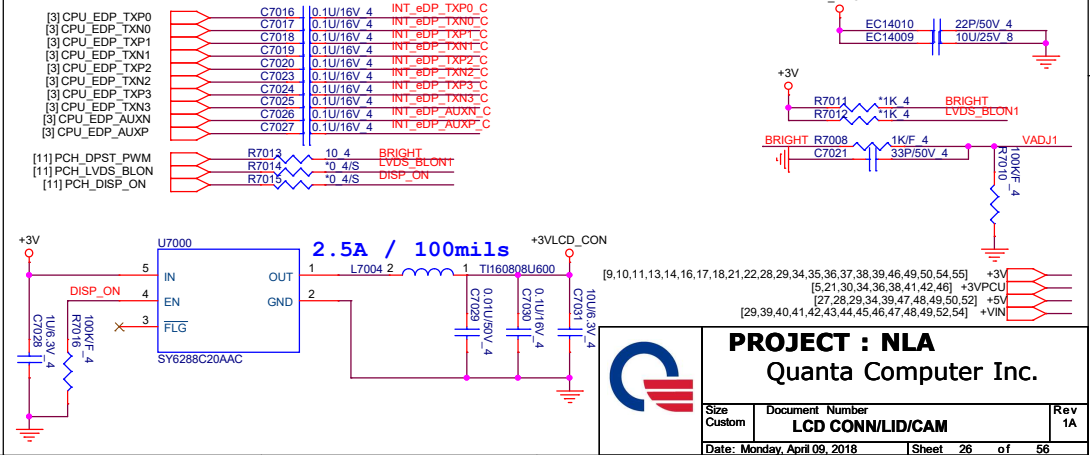 [3] CPU_EDP_TXP0 C7016 0.1U/16V_4 INT_eDP_TXP0_C
[3] CPU_EDP_TXN0 C7017 0.1U/16V_4 INT_eDP_TXN0_C
[3] CPU_EDP_TXP1 C7018 0.1U/16V_4 INT_eDP_TXP1_C
[3] CPU_EDP_TXN1 C7019 0.1U/16V_4 INT_eDP_TXN1_C
[3] CPU_EDP_TXP2 C7020 0.1U/16V_4 INT_eDP_TXP2_C
[3] CPU_EDP_TXN2 C7023 0.1U/16V_4 INT_eDP_TXN2_C
[3] CPU_EDP_TXP3 C7024 0.1U/16V_4 INT_eDP_TXP3_C
[3] CPU_EDP_TXN3 C7025 0.1U/16V_4 INT_eDP_TXN3_C
[3] CPU_EDP_AUXN C7026 0.1U/16V_4 INT_eDP_AUXN_C
[3] CPU_EDP_AUXP C7027 0.1U/16V_4 INT_eDP_AUXP_C
[11] PCH_DPST_PWM R7013 10_4 BRIGHT
[11] PCH_LVDS_BLON R7014 *0_4/S LVDS_BLON1
[11] PCH_DISP_ON R7015 *0_4/S DISP_ON
EC14010 22P/50V_4
EC14009 10U/25V_8
+3V
R7011 *1K_4 BRIGHT
R7012 *1K_4 LVDS_BLON1
BRIGHT R7008 1K/F_4 VADJ1
C7021 33P/50V_4
100K/F_4
R7010
+3V
U7000
2.5A / 100mils
+3VLCD_CON
5 IN OUT 1 L7004 2 1 TI160808U600
DISP_ON 4 EN GND 2
3 FLG
SY6288C20AAC
1U/6.3V_4
C7028
100K/F_4
R7016
0.01U/50V_4
C7029
0.1U/16V_4
C7030
10U/6.3V_4
C7031
[9,10,11,13,14,16,17,18,21,22,28,29,34,35,36,37,38,39,46,49,50,54,55] +3V
[5,21,30,34,36,38,41,42,46] +3VPCU
[27,28,29,34,39,47,48,49,50,52] +5V
[29,39,40,41,42,43,44,45,46,47,48,49,52,54] +VIN
PROJECT : NLA
Quanta Computer Inc.
Size Document Number Rev
Custom LCD CONN/LID/CAM 1A
Date: Monday, April 09, 2018 Sheet 26 of 56